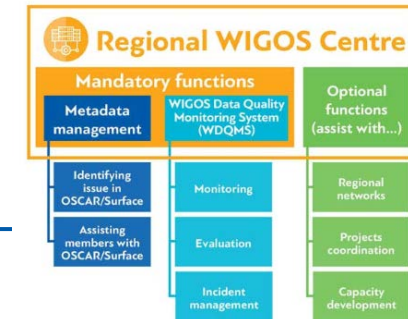 Regional WIGOS Centre
Mandatory functions
Metadata
management
WIGOS Data Quality
Monitoring System
(WDQMS)
Optional
functions
(assist with...)
Identifying
issue in
OSCAR/Surface
Assisting
members with
OSCAR/Surface
Monitoring
Evaluation
Incident
management
Regional
networks
Projects
coordination
Capacity
development